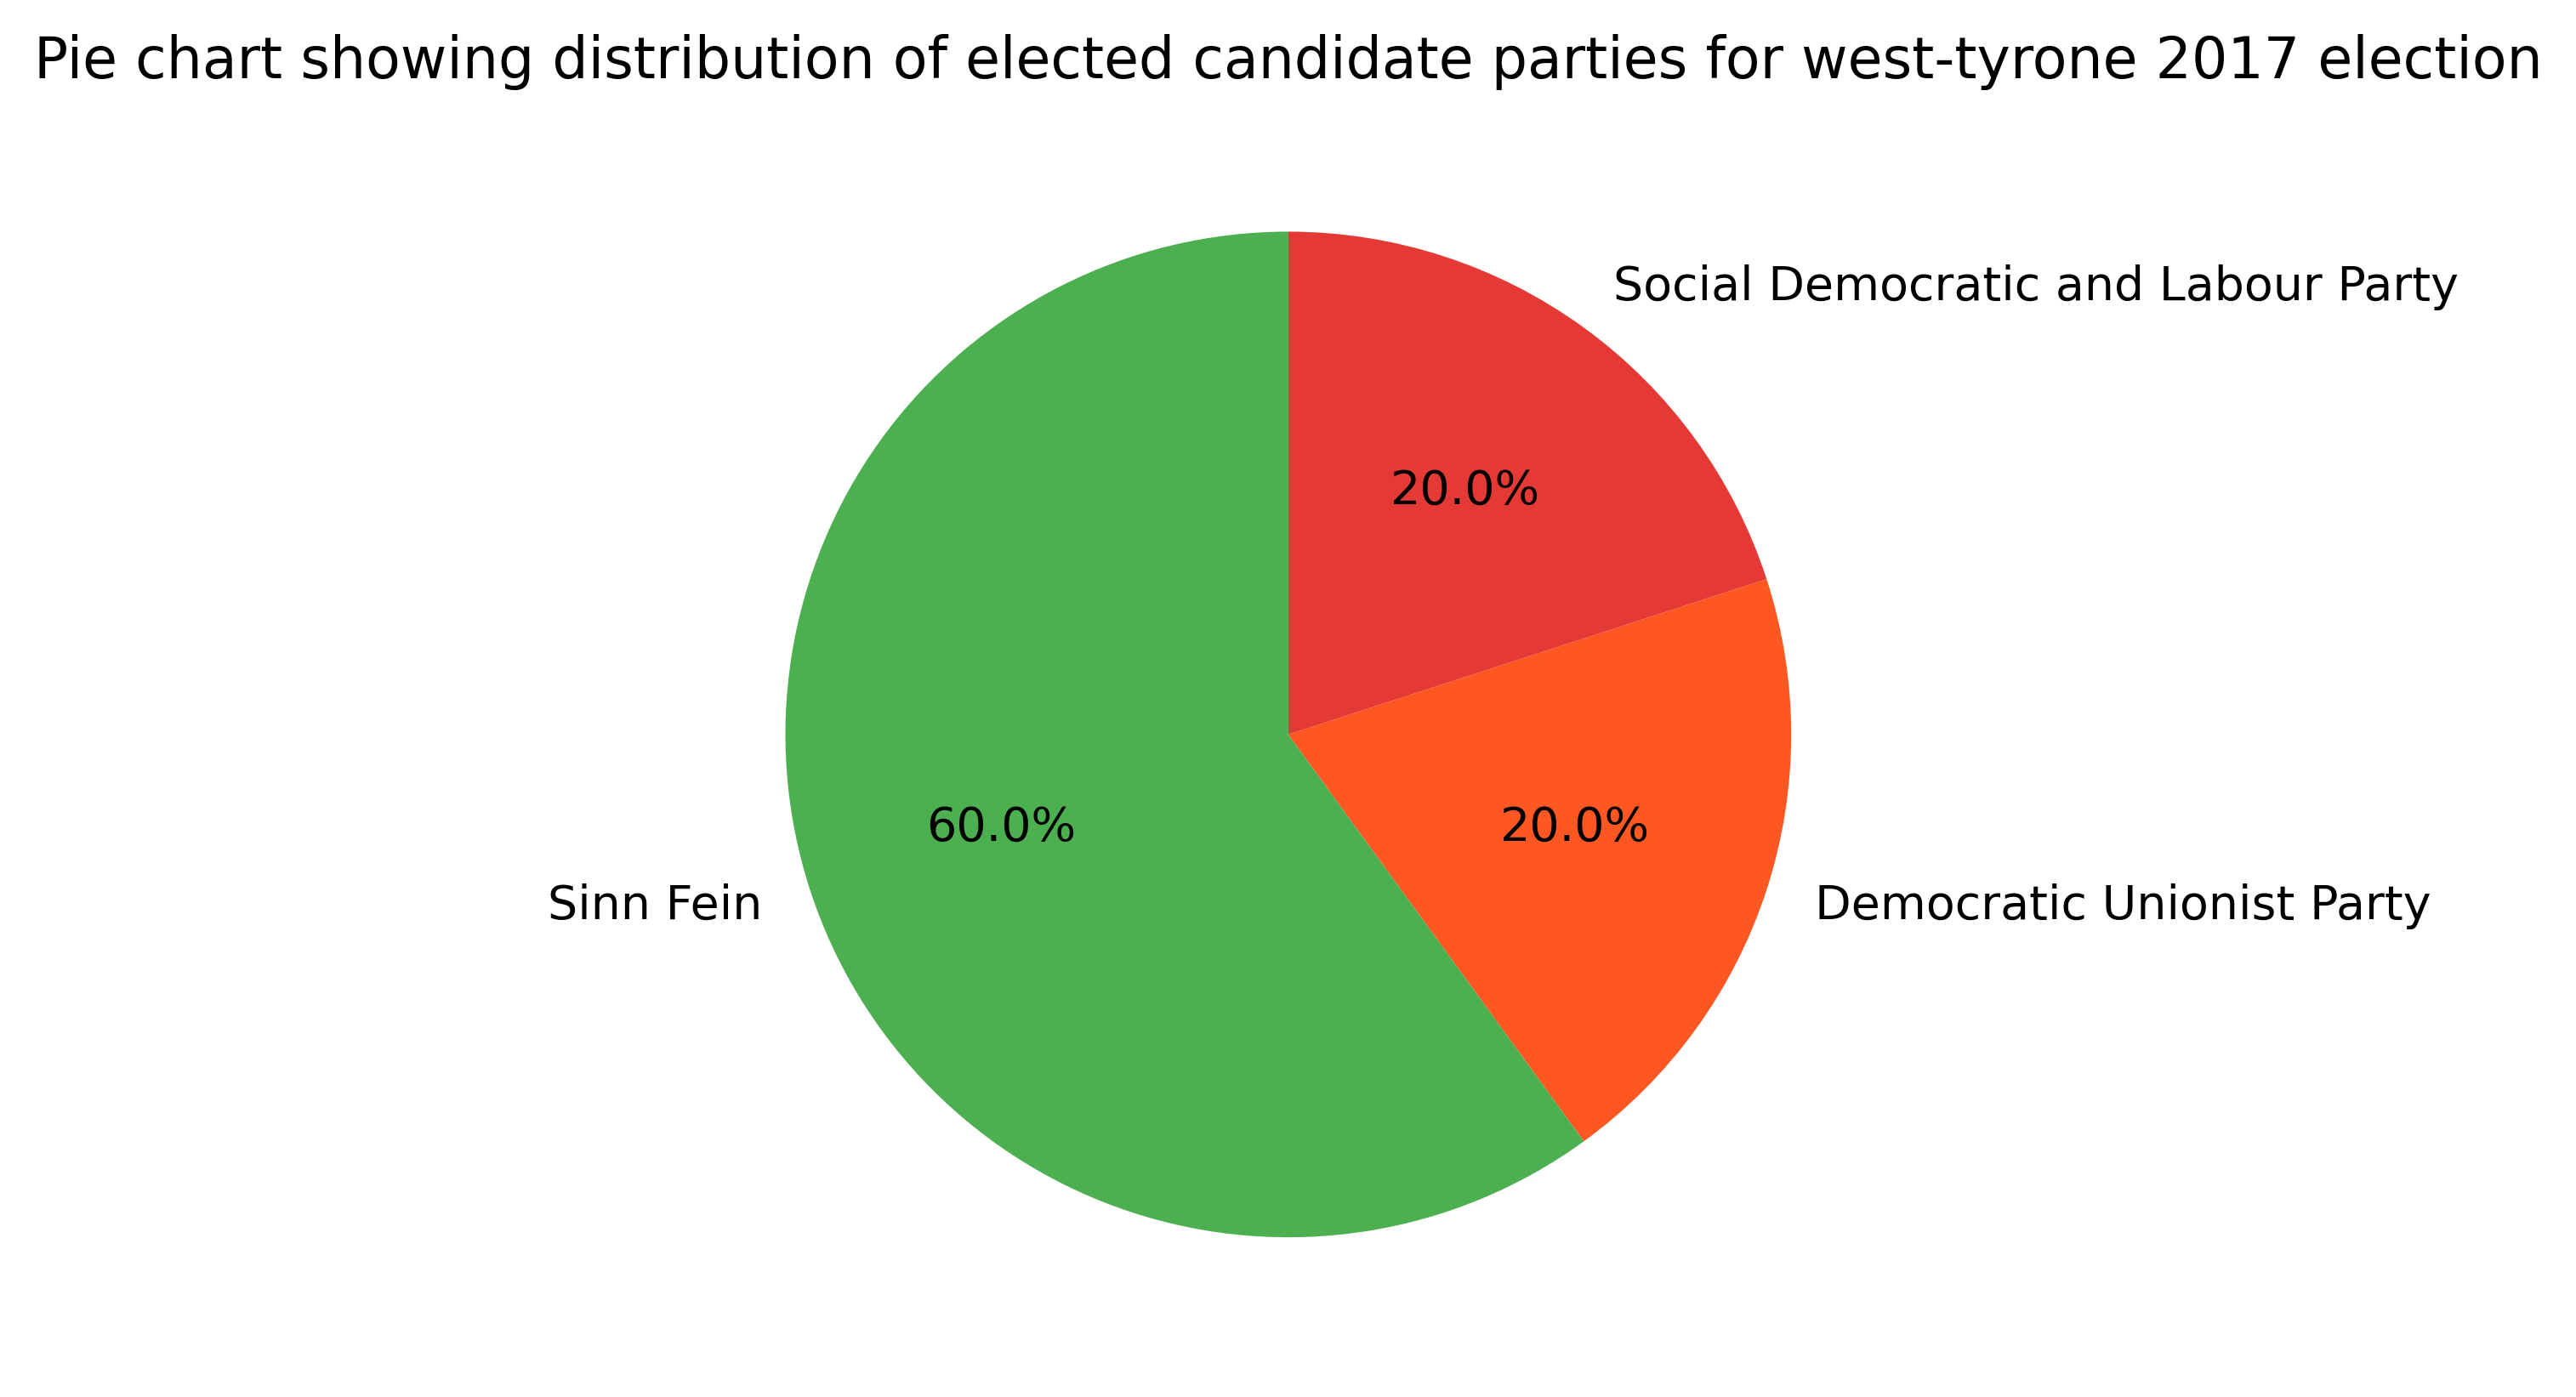 Pie chart showing distribution of elected candidate parties for west-tyrone 2017 election
Social Democratic and Labour Party
20.0%
60.0%
20.0%
Sinn Fein
Democratic Unionist Party